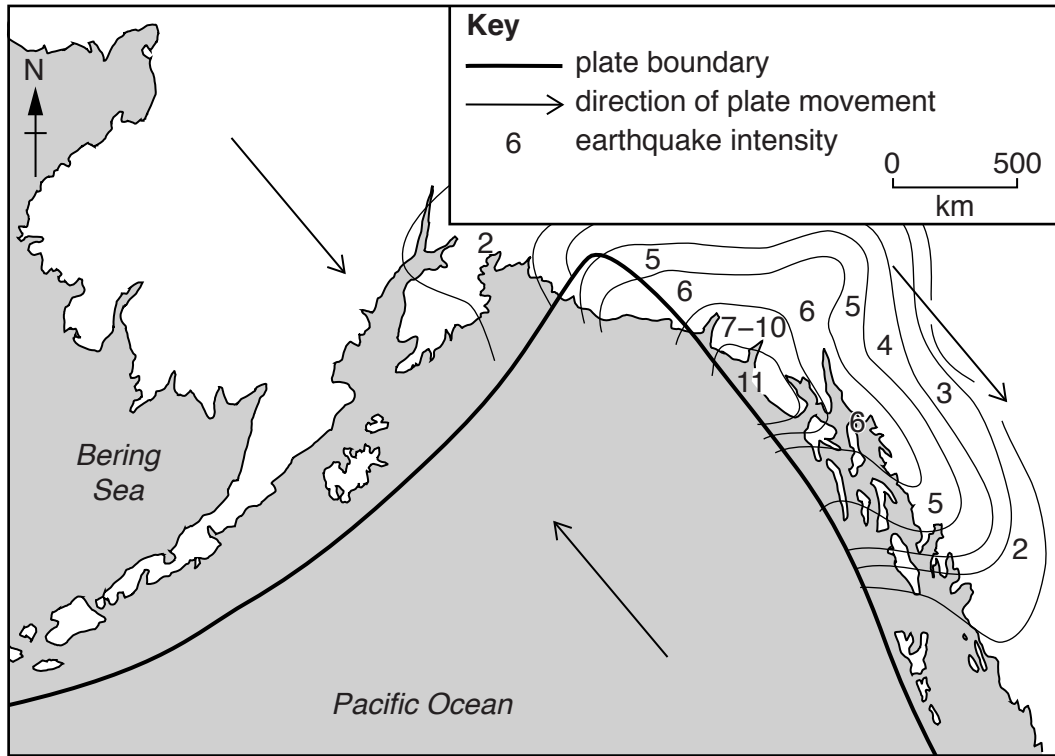 Key
plate boundary
direction of plate movement
6 earthquake intensity
0 500
km
N
2
5
6
6
5
7–10
4
11
3
6
Bering
Sea
5
2
Pacific Ocean